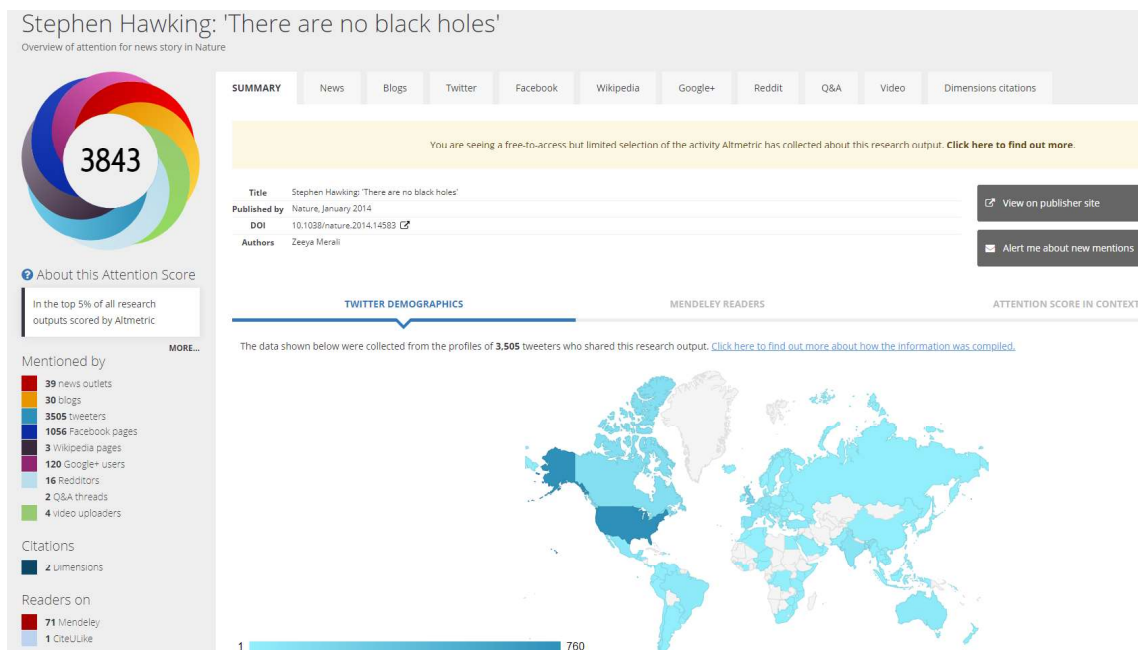 Stephen Hawking: 'There are no black holes'
Overview of attention for news story in Nature
3843
About this Attention Score
In the top 5% of all research
outputs scored by Altmetric
MORE...
Mentioned by
39 news outlets
30 blogs
3505 tweeters
1056 Facebook pages
3 Wikipedia pages
120 Google+ users
16 Redditors
2 Q&A threads
4 video uploaders
Citations
2 Dimensions
Readers on
71 Mendeley
1 CiteULike
SUMMARY News Blogs Twitter Facebook Wikipedia Google+ Reddit Q&A Video Dimensions citations
You are seeing a free-to-access but limited selection of the activity Altmetric has collected about this research output. Click here to find out more.
Title Stephen Hawking: 'There are no black holes'
Published by Nature, January 2014
DOI 10.1038/nature.2014.14583
Authors Zeeya Merali
View on publisher site
Alert me about new mentions
TWITTER DEMOGRAPHICS MENDELEY READERS ATTENTION SCORE IN CONTEXT
The data shown below were collected from the profiles of 3,505 tweeters who shared this research output. Click here to find out more about how the information was compiled.
1 760